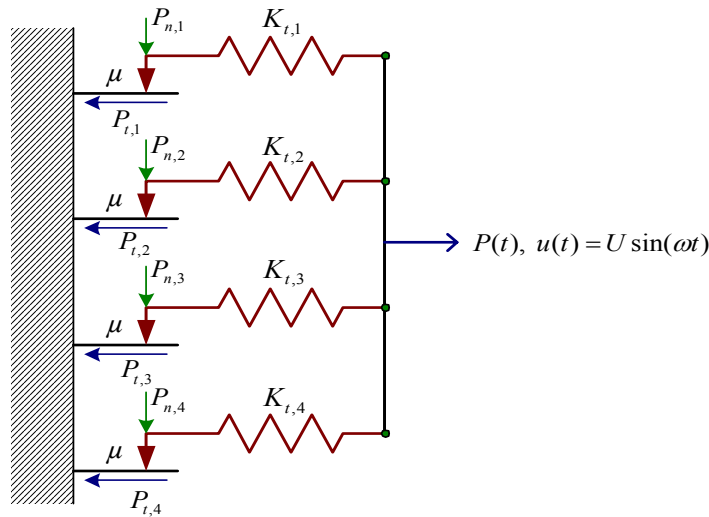 P_{n,1}
K_{t,1}
μ
P_{t,1}
P_{n,2}
K_{t,2}
μ
P_{t,2}
P(t), u(t) = U sin(ωt)
P_{n,3}
K_{t,3}
μ
P_{t,3}
P_{n,4}
K_{t,4}
μ
P_{t,4}